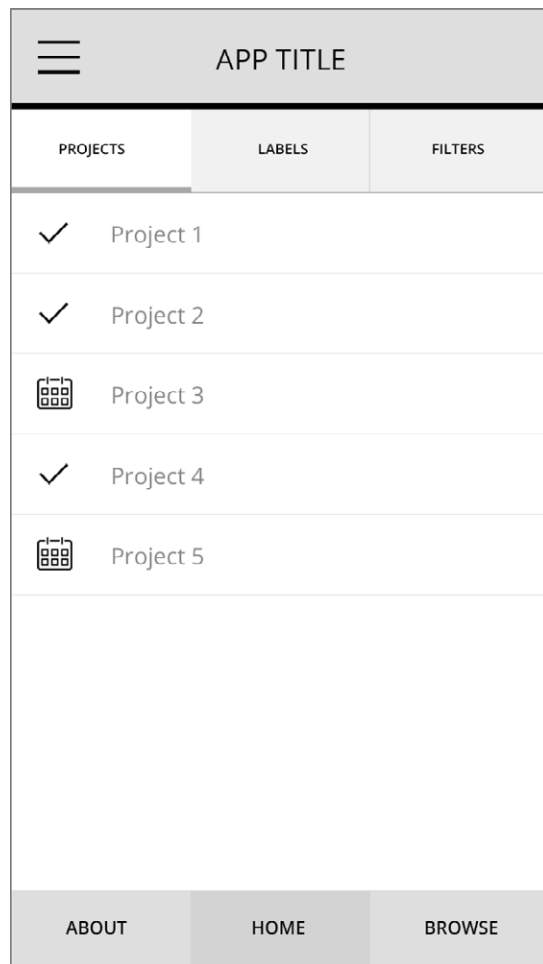 APP TITLE
PROJECTS LABELS FILTERS
Project 1
Project 2
Project 3
Project 4
Project 5
ABOUT HOME BROWSE